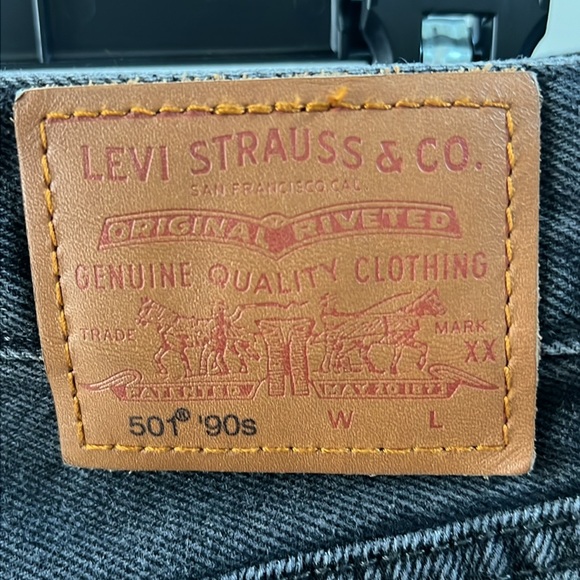 LEVI STRAUSS & CO.
SAN FRANCISCO CAL
ORIGINAL RIVETED
GENUINE QUALITY CLOTHING
TRADE MARK
XX
PATENTED MAY 20 1873
501® '90s W L